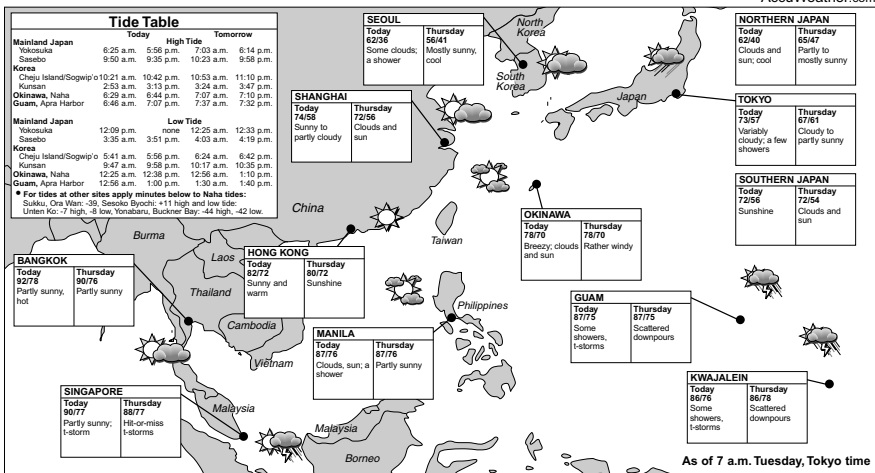 AccuWeather.com
Tide Table
Today Tomorrow
Mainland Japan High Tide
Yokosuka 6:25 a.m. 5:56 p.m. 7:03 a.m. 6:14 p.m.
Sasebo 9:50 a.m. 9:35 p.m. 10:23 a.m. 9:58 p.m.
Korea
Cheju Island/Sogwip'o 10:21 a.m. 10:42 p.m. 10:53 a.m. 11:10 p.m.
Kunsan 2:53 a.m. 3:13 p.m. 3:24 a.m. 3:47 p.m.
Okinawa, Naha 6:29 a.m. 6:44 p.m. 7:07 a.m. 7:10 p.m.
Guam, Apra Harbor 6:46 a.m. 7:07 p.m. 7:37 a.m. 7:32 p.m.
Mainland Japan Low Tide
Yokosuka 12:09 p.m. none 12:25 a.m. 12:33 p.m.
Sasebo 3:35 a.m. 3:51 p.m. 4:03 a.m. 4:19 p.m.
Korea
Cheju Island/Sogwip'o 5:41 a.m. 5:56 p.m. 6:24 a.m. 6:42 p.m.
Kunsan 9:47 a.m. 9:58 p.m. 10:17 a.m. 10:35 p.m.
Okinawa, Naha 12:25 a.m. 12:38 p.m. 12:56 a.m. 1:10 p.m.
Guam, Apra Harbor 12:56 a.m. 1:00 p.m. 1:30 a.m. 1:40 p.m.
• For tides at other sites apply minutes below to Naha tides:
Sukku, Ora Wan: -39, Sesoko Byochi: +11 high and low tide:
Unten Ko: -7 high, -8 low, Yonabaru, Buckner Bay: -44 high, -42 low.
SEOUL
Today Thursday
62/36 56/41
Some clouds; Mostly sunny,
a shower cool
North
Korea
South
Korea
Japan
NORTHERN JAPAN
Today Thursday
62/40 65/47
Clouds and Partly to
sun; cool mostly sunny
SHANGHAI
Today Thursday
74/58 72/56
Sunny to Clouds and
partly cloudy sun
TOKYO
Today Thursday
73/57 67/61
Variably Cloudy to
cloudy; a few partly sunny
showers
SOUTHERN JAPAN
Today Thursday
72/56 72/54
Sunshine Clouds and
sun
China
Taiwan
OKINAWA
Today Thursday
78/70 78/70
Breezy; clouds Rather windy
and sun
Burma
Laos
Thailand
Cambodia
Vietnam
Philippines
BANGKOK
Today Thursday
92/78 90/76
Partly sunny, Partly sunny
hot
HONG KONG
Today Thursday
82/72 80/72
Sunny and Sunshine
warm
MANILA
Today Thursday
87/76 87/76
Clouds, sun; a Partly sunny
shower
GUAM
Today Thursday
87/75 87/75
Some Scattered
showers, downpours
t-storms
KWAJALEIN
Today Thursday
86/76 86/78
Some Scattered
showers, downpours
t-storms
SINGAPORE
Today Thursday
90/77 88/77
Partly sunny; Hit-or-miss
t-storm t-storms
Malaysia
Malaysia
Borneo
As of 7 a.m. Tuesday, Tokyo time